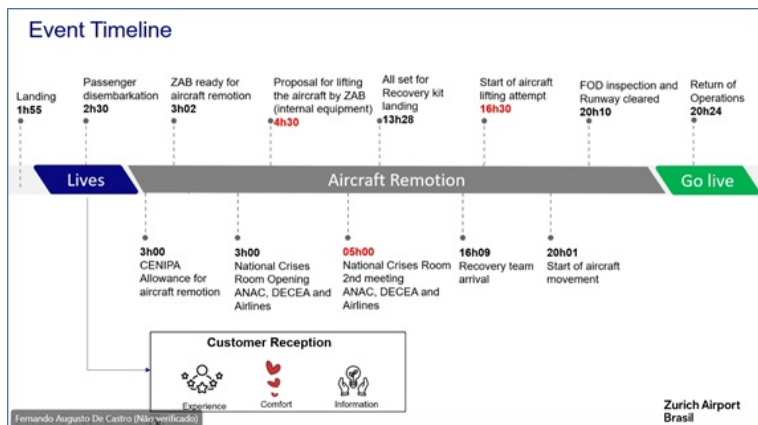 Event Timeline
Landing
1h55
Passenger
disembarkation
2h30
ZAB ready for
aircraft remotion
3h02
Proposal for lifting
the aircraft by ZAB
(internal equipment)
4h30
All set for
Recovery kit
landing
13h28
Start of aircraft
lifting attempt
16h30
FOD inspection and
Runway cleared
20h10
Return of
Operations
20h24
Lives
Aircraft Remotion
Go live
3h00
CENIPA
Allowance for
aircraft remotion
3h00
National Crises
Room Opening
ANAC, DECEA and
Airlines
05h00
National Crises Room
2nd meeting
ANAC, DECEA and
Airlines
16h09
Recovery team
arrival
20h01
Start of aircraft
movement
Customer Reception
Experience
Comfort
Information
Fernando Augusto De Castro (Não verificado)
Zurich Airport
Brasil